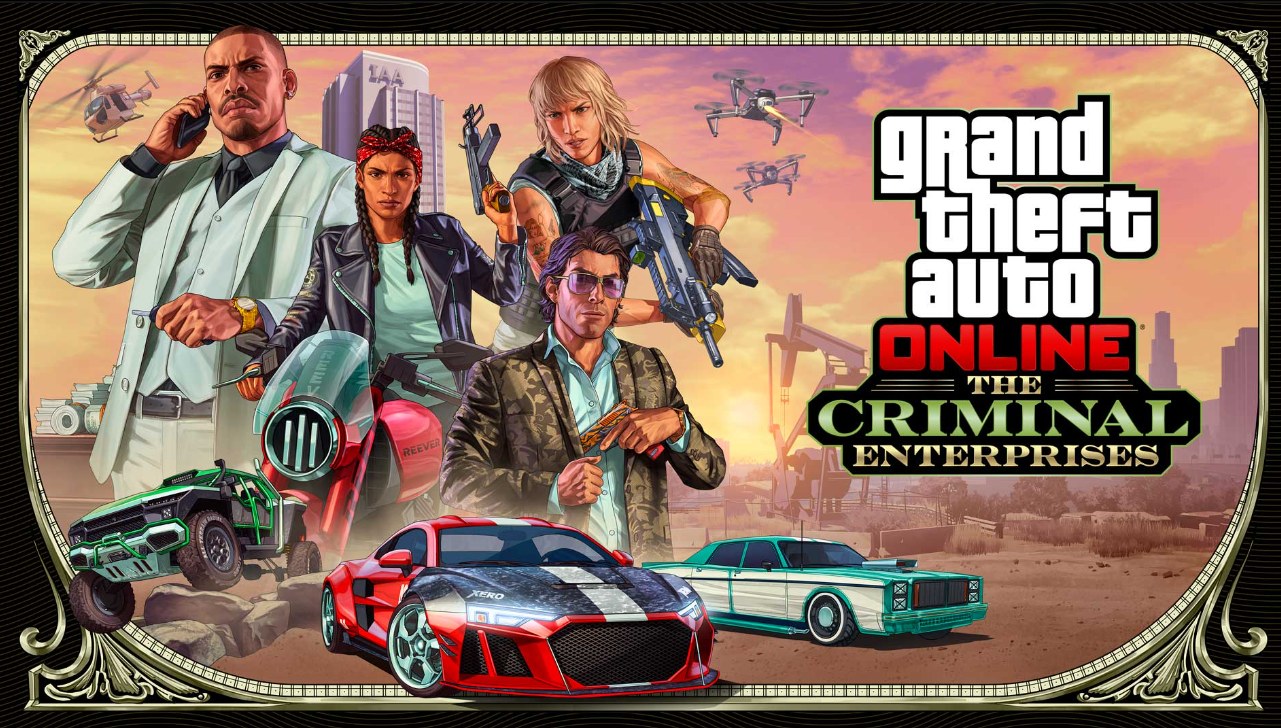 IAA
grand
theft
auto
ONLINE
THE
CRIMINAL
ENTERPRISES
REEVER
XERO